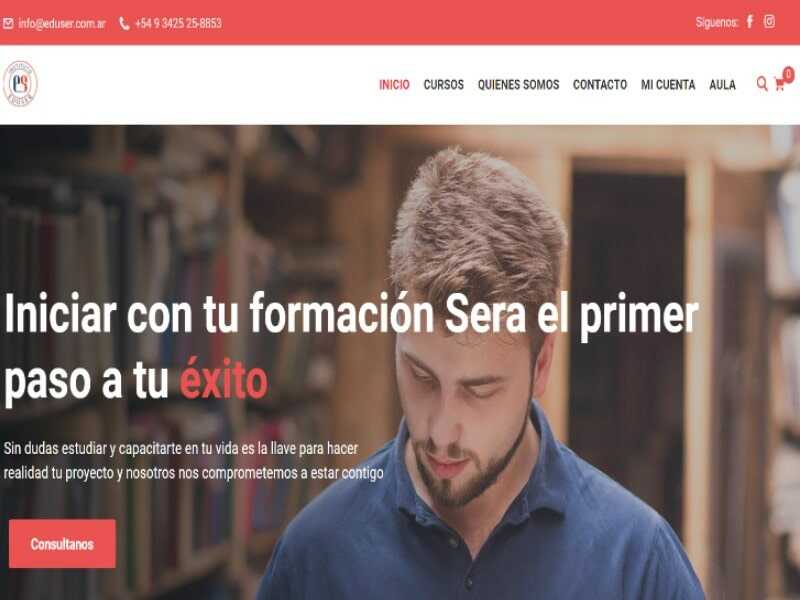 info@eduser.com.ar +54 9 3425 25-8853 Síguenos:
INSTITUTO
es
EDUSER
INICIO CURSOS QUIENES SOMOS CONTACTO MI CUENTA AULA 0
Iniciar con tu formación Sera el primer
paso a tu éxito
Sin dudas estudiar y capacitarte en tu vida es la llave para hacer
realidad tu proyecto y nosotros nos comprometemos a estar contigo
Consultanos